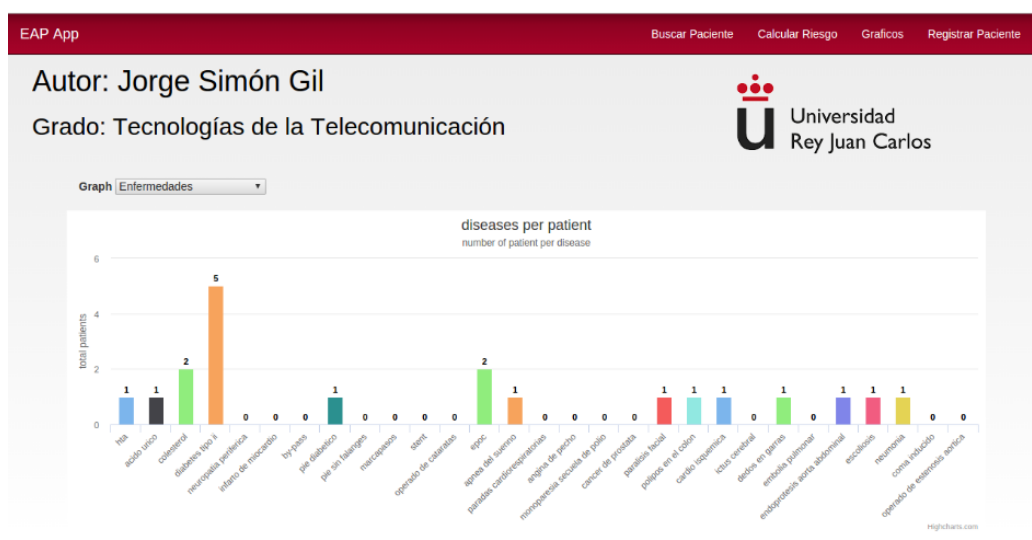 EAP App
Buscar Paciente Calcular Riesgo Graficos Registrar Paciente
Autor: Jorge Simón Gil
Grado: Tecnologías de la Telecomunicación
Universidad
Rey Juan Carlos
Graph Enfermedades
diseases per patient
number of patient per disease
total patients
6
4
2
0
1 1 2 5 0 0 0 1 0 0 0 0 2 1 0 0 0 0 1 1 1 0 1 0 1 1 1 0 0
hta
acido urico
colesterol
diabetes tipo ii
neuropatia periferica
infarto de miocardio
by-pass
pie diabetico
pie sin falanges
marcapasos
stent
operado de cataratas
epoc
apnea del suenno
paradas cardiorespiratorias
angina de pecho
monoparesia secuela de polio
cancer de prostata
paralisis facial
polipos en el colon
cardio isquemica
ictus cerebral
dedos en garras
embolia pulmonar
endoprotesis aorta abdominal
escoliosis
neumonia
coma inducido
operado de estenosis aortica
Highcharts.com